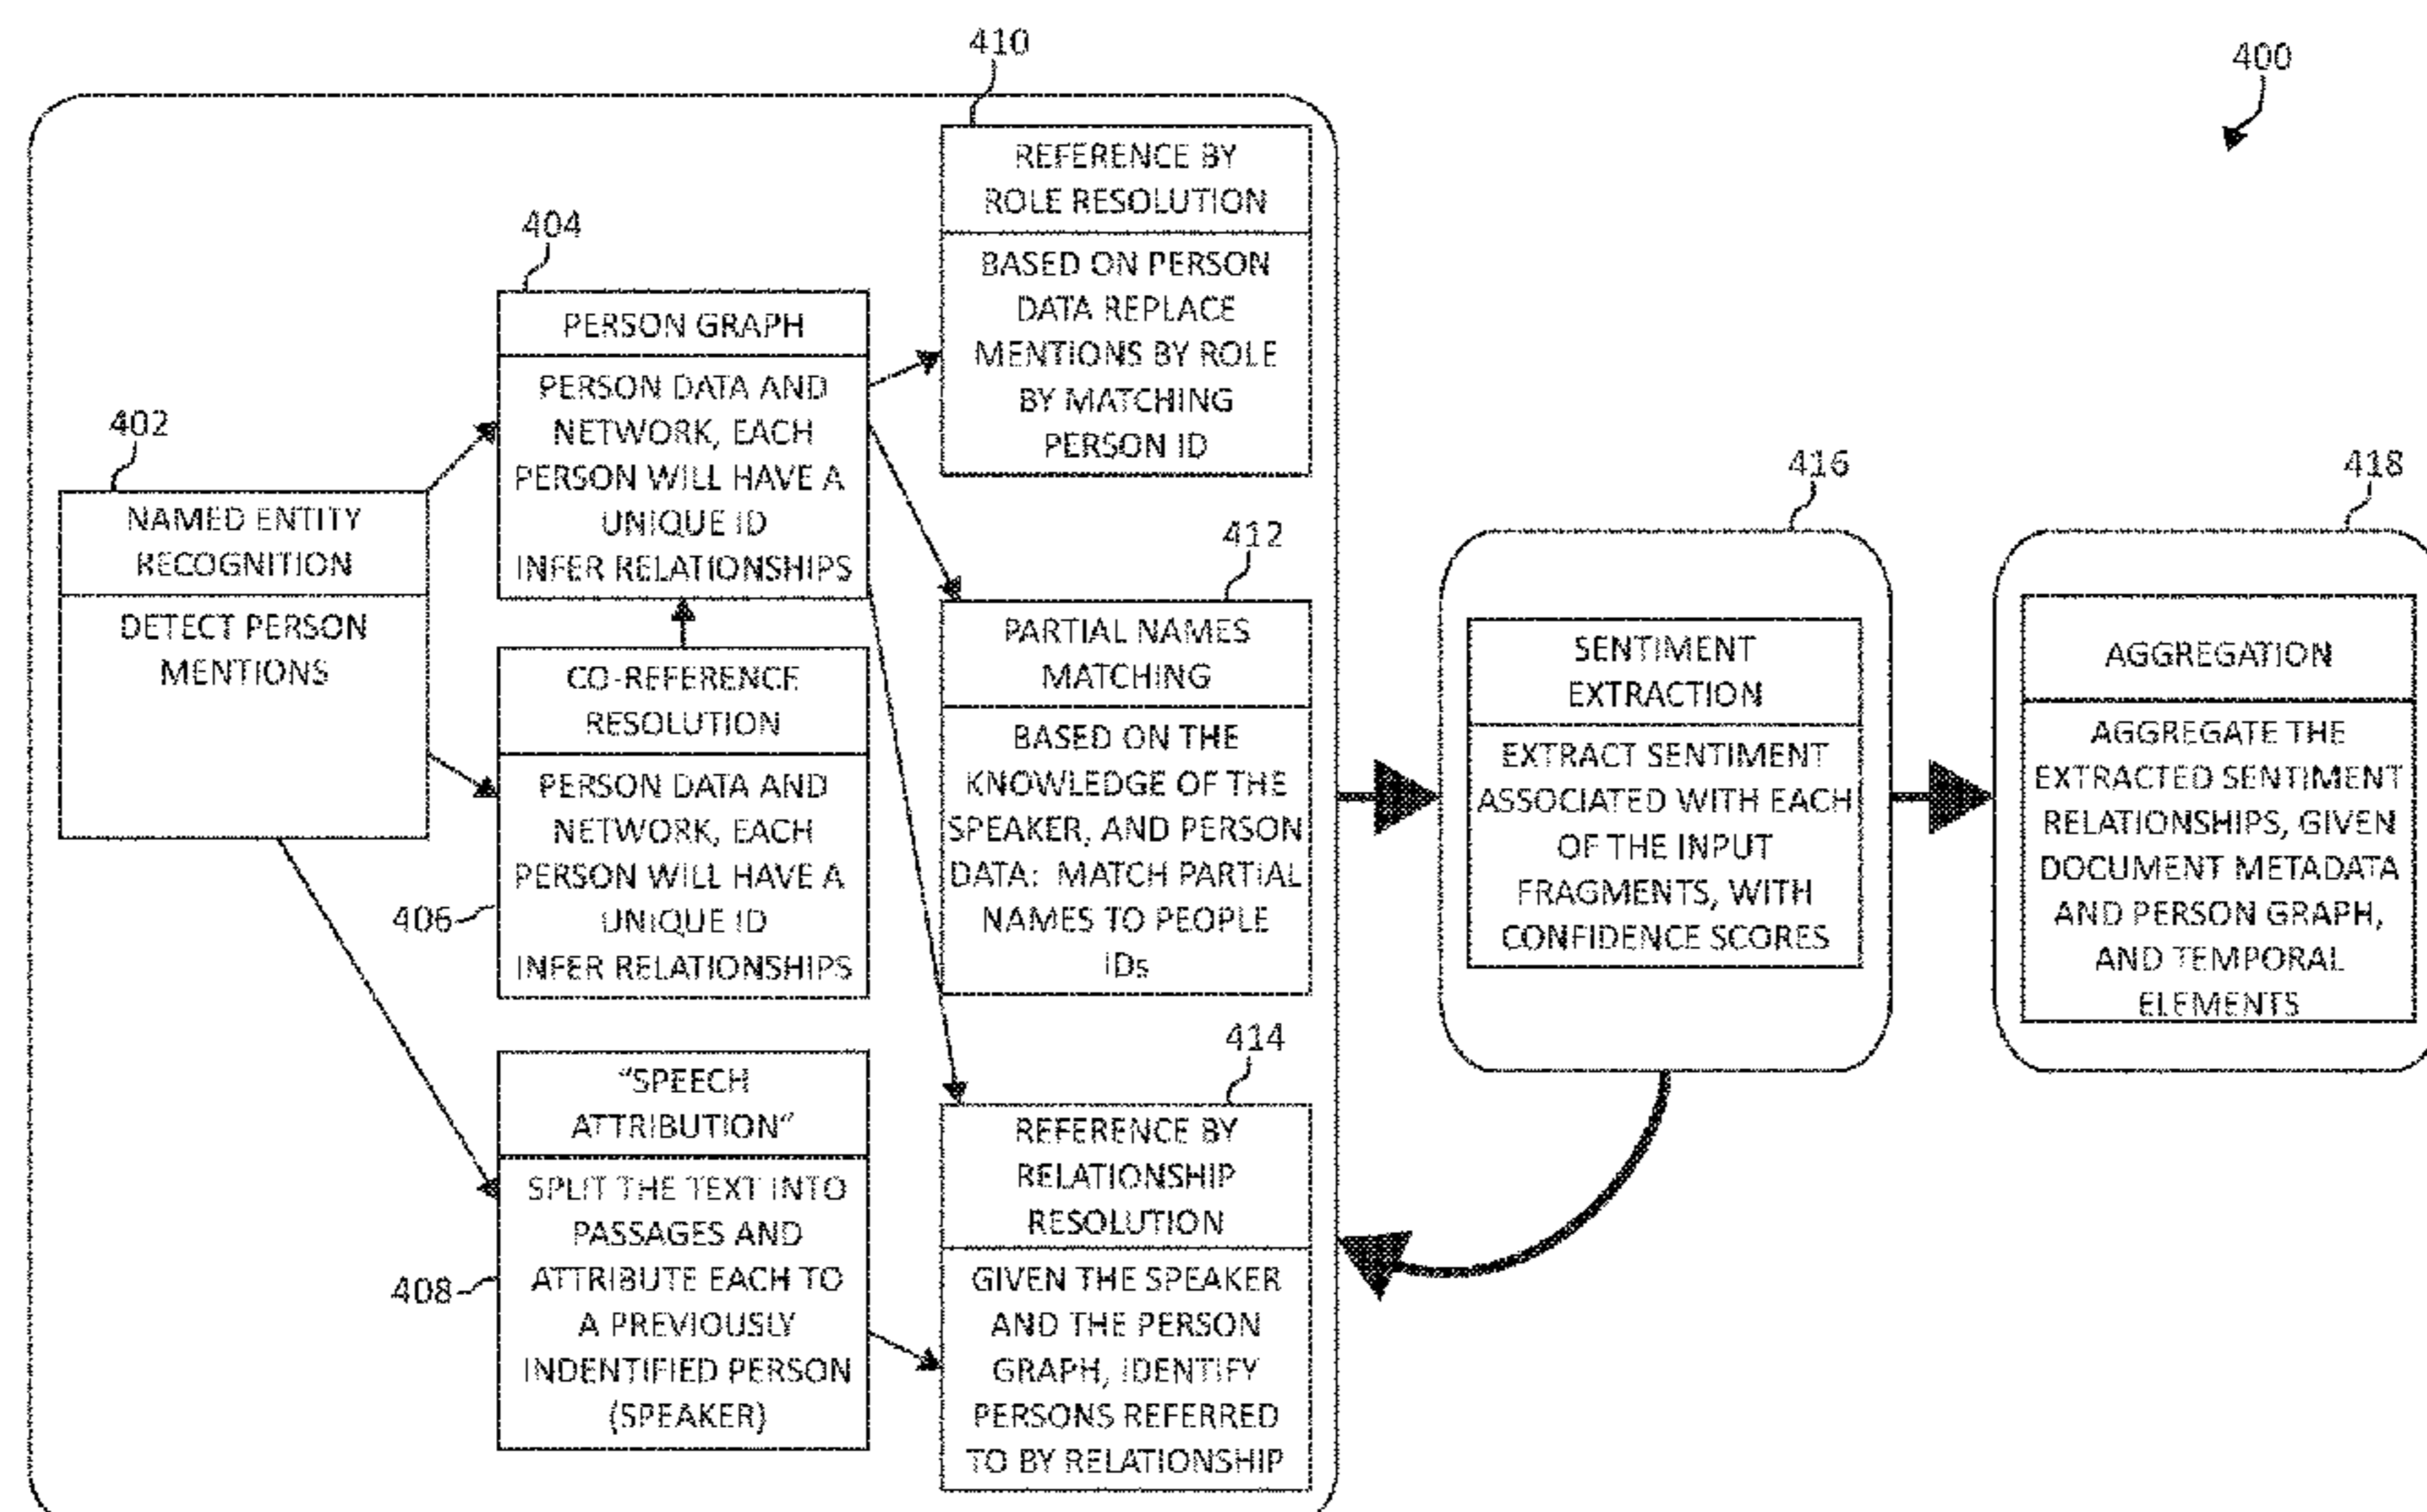 400
402
NAMED ENTITY
RECOGNITION
DETECT PERSON
MENTIONS
404
PERSON GRAPH
PERSON DATA AND
NETWORK, EACH
PERSON WILL HAVE A
UNIQUE ID
INFER RELATIONSHIPS
406
CO-REFERENCE
RESOLUTION
PERSON DATA AND
NETWORK, EACH
PERSON WILL HAVE A
UNIQUE ID
INFER RELATIONSHIPS
408
"SPEECH
ATTRIBUTION"
SPLIT THE TEXT INTO
PASSAGES AND
ATTRIBUTE EACH TO
A PREVIOUSLY
INDENTIFIED PERSON
(SPEAKER)
410
REFERENCE BY
ROLE RESOLUTION
BASED ON PERSON
DATA REPLACE
MENTIONS BY ROLE
BY MATCHING
PERSON ID
412
PARTIAL NAMES
MATCHING
BASED ON THE
KNOWLEDGE OF THE
SPEAKER, AND PERSON
DATA: MATCH PARTIAL
NAMES TO PEOPLE
IDs
414
REFERENCE BY
RELATIONSHIP
RESOLUTION
GIVEN THE SPEAKER
AND THE PERSON
GRAPH, IDENTIFY
PERSONS REFERRED
TO BY RELATIONSHIP
416
SENTIMENT
EXTRACTION
EXTRACT SENTIMENT
ASSOCIATED WITH EACH
OF THE INPUT
FRAGMENTS, WITH
CONFIDENCE SCORES
418
AGGREGATION
AGGREGATE THE
EXTRACTED SENTIMENT
RELATIONSHIPS, GIVEN
DOCUMENT METADATA
AND PERSON GRAPH,
AND TEMPORAL
ELEMENTS